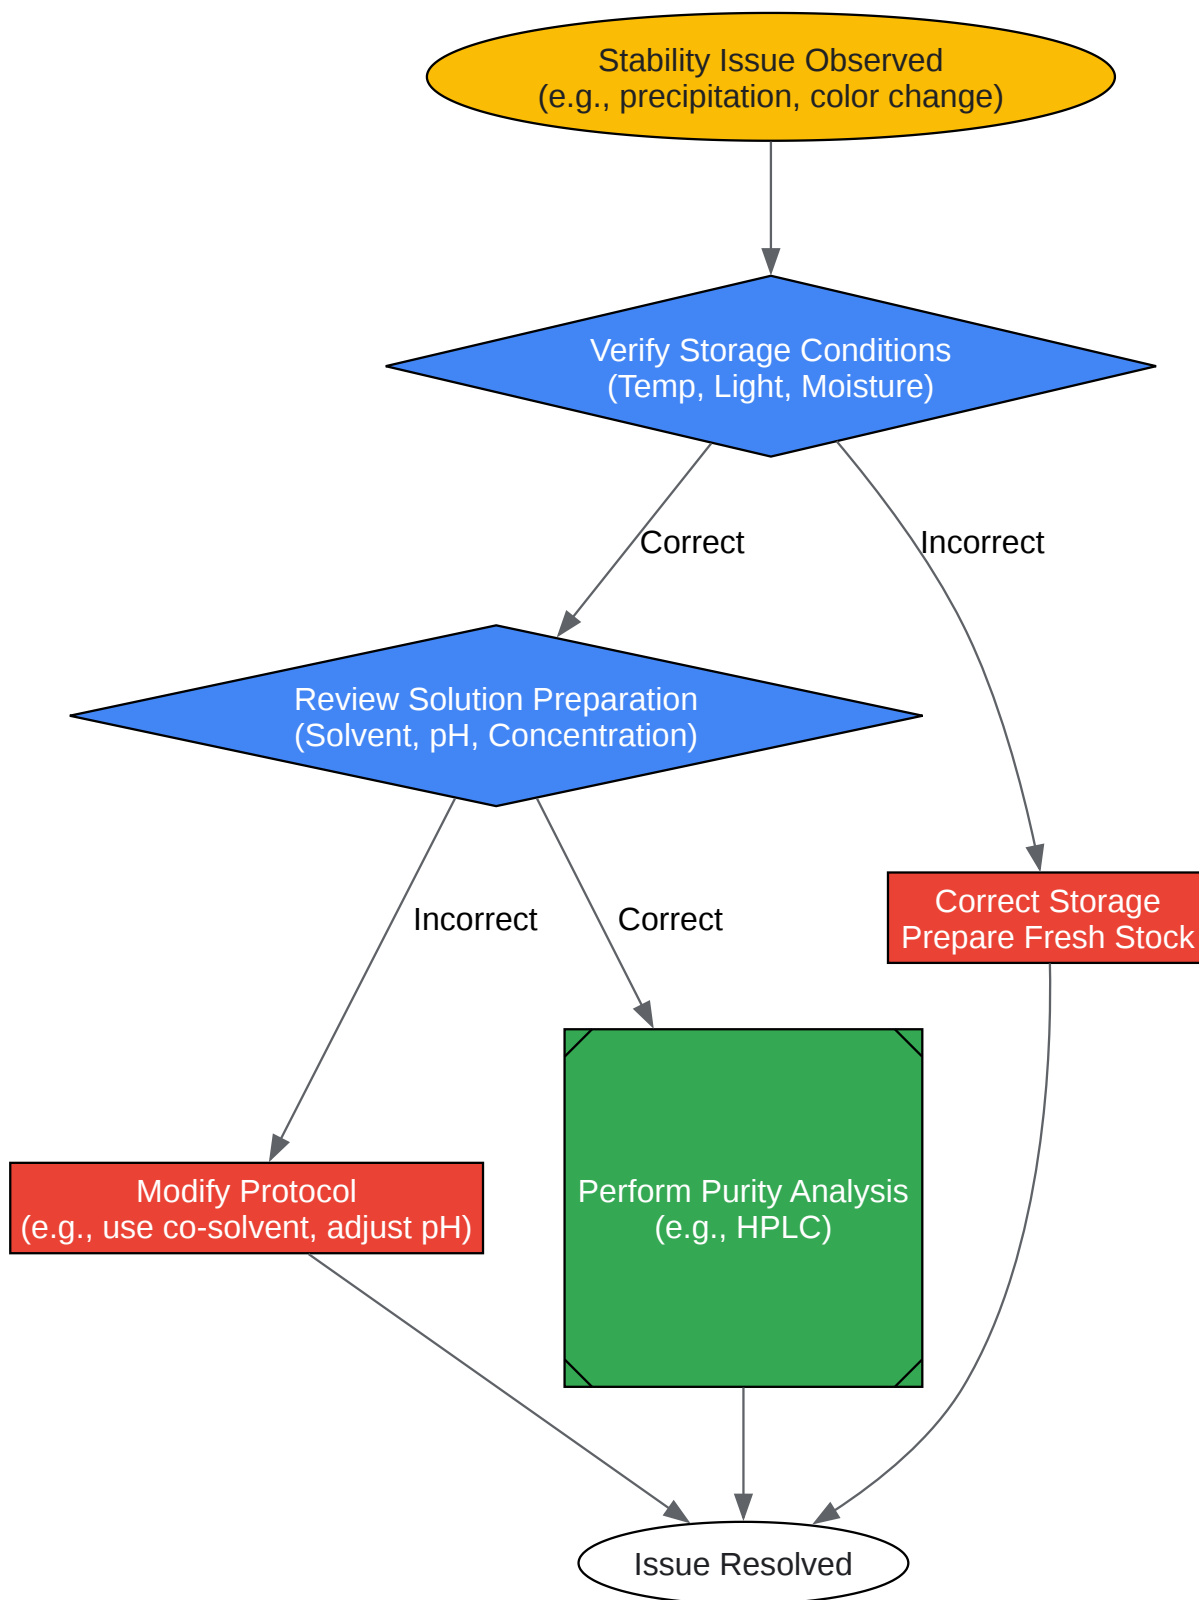 Stability Issue Observed
(e.g., precipitation, color change)
Verify Storage Conditions
(Temp, Light, Moisture)
Correct
Incorrect
Review Solution Preparation
(Solvent, pH, Concentration)
Incorrect
Correct
Correct Storage
Prepare Fresh Stock
Modify Protocol
(e.g., use co-solvent, adjust pH)
Perform Purity Analysis
(e.g., HPLC)
Issue Resolved